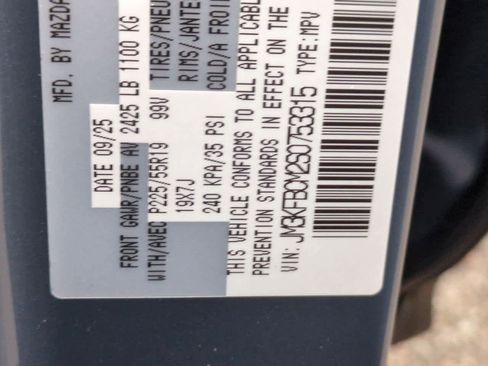 MFD. BY MAZDA
DATE 09/25
FRONT GAWR/PNBE AV 2425 LB 1100 KG
WITH/AVEC P225/55R19 99V TIRES/PNEU
19X7J RIMS/JANTE
240 KPA/35 PSI COLD/A FROI
THIS VEHICLE CONFORMS TO ALL APPLICABL
PREVENTION STANDARDS IN EFFECT ON THE
VIN: JM3KFBCM2S0753315 TYPE: MPV